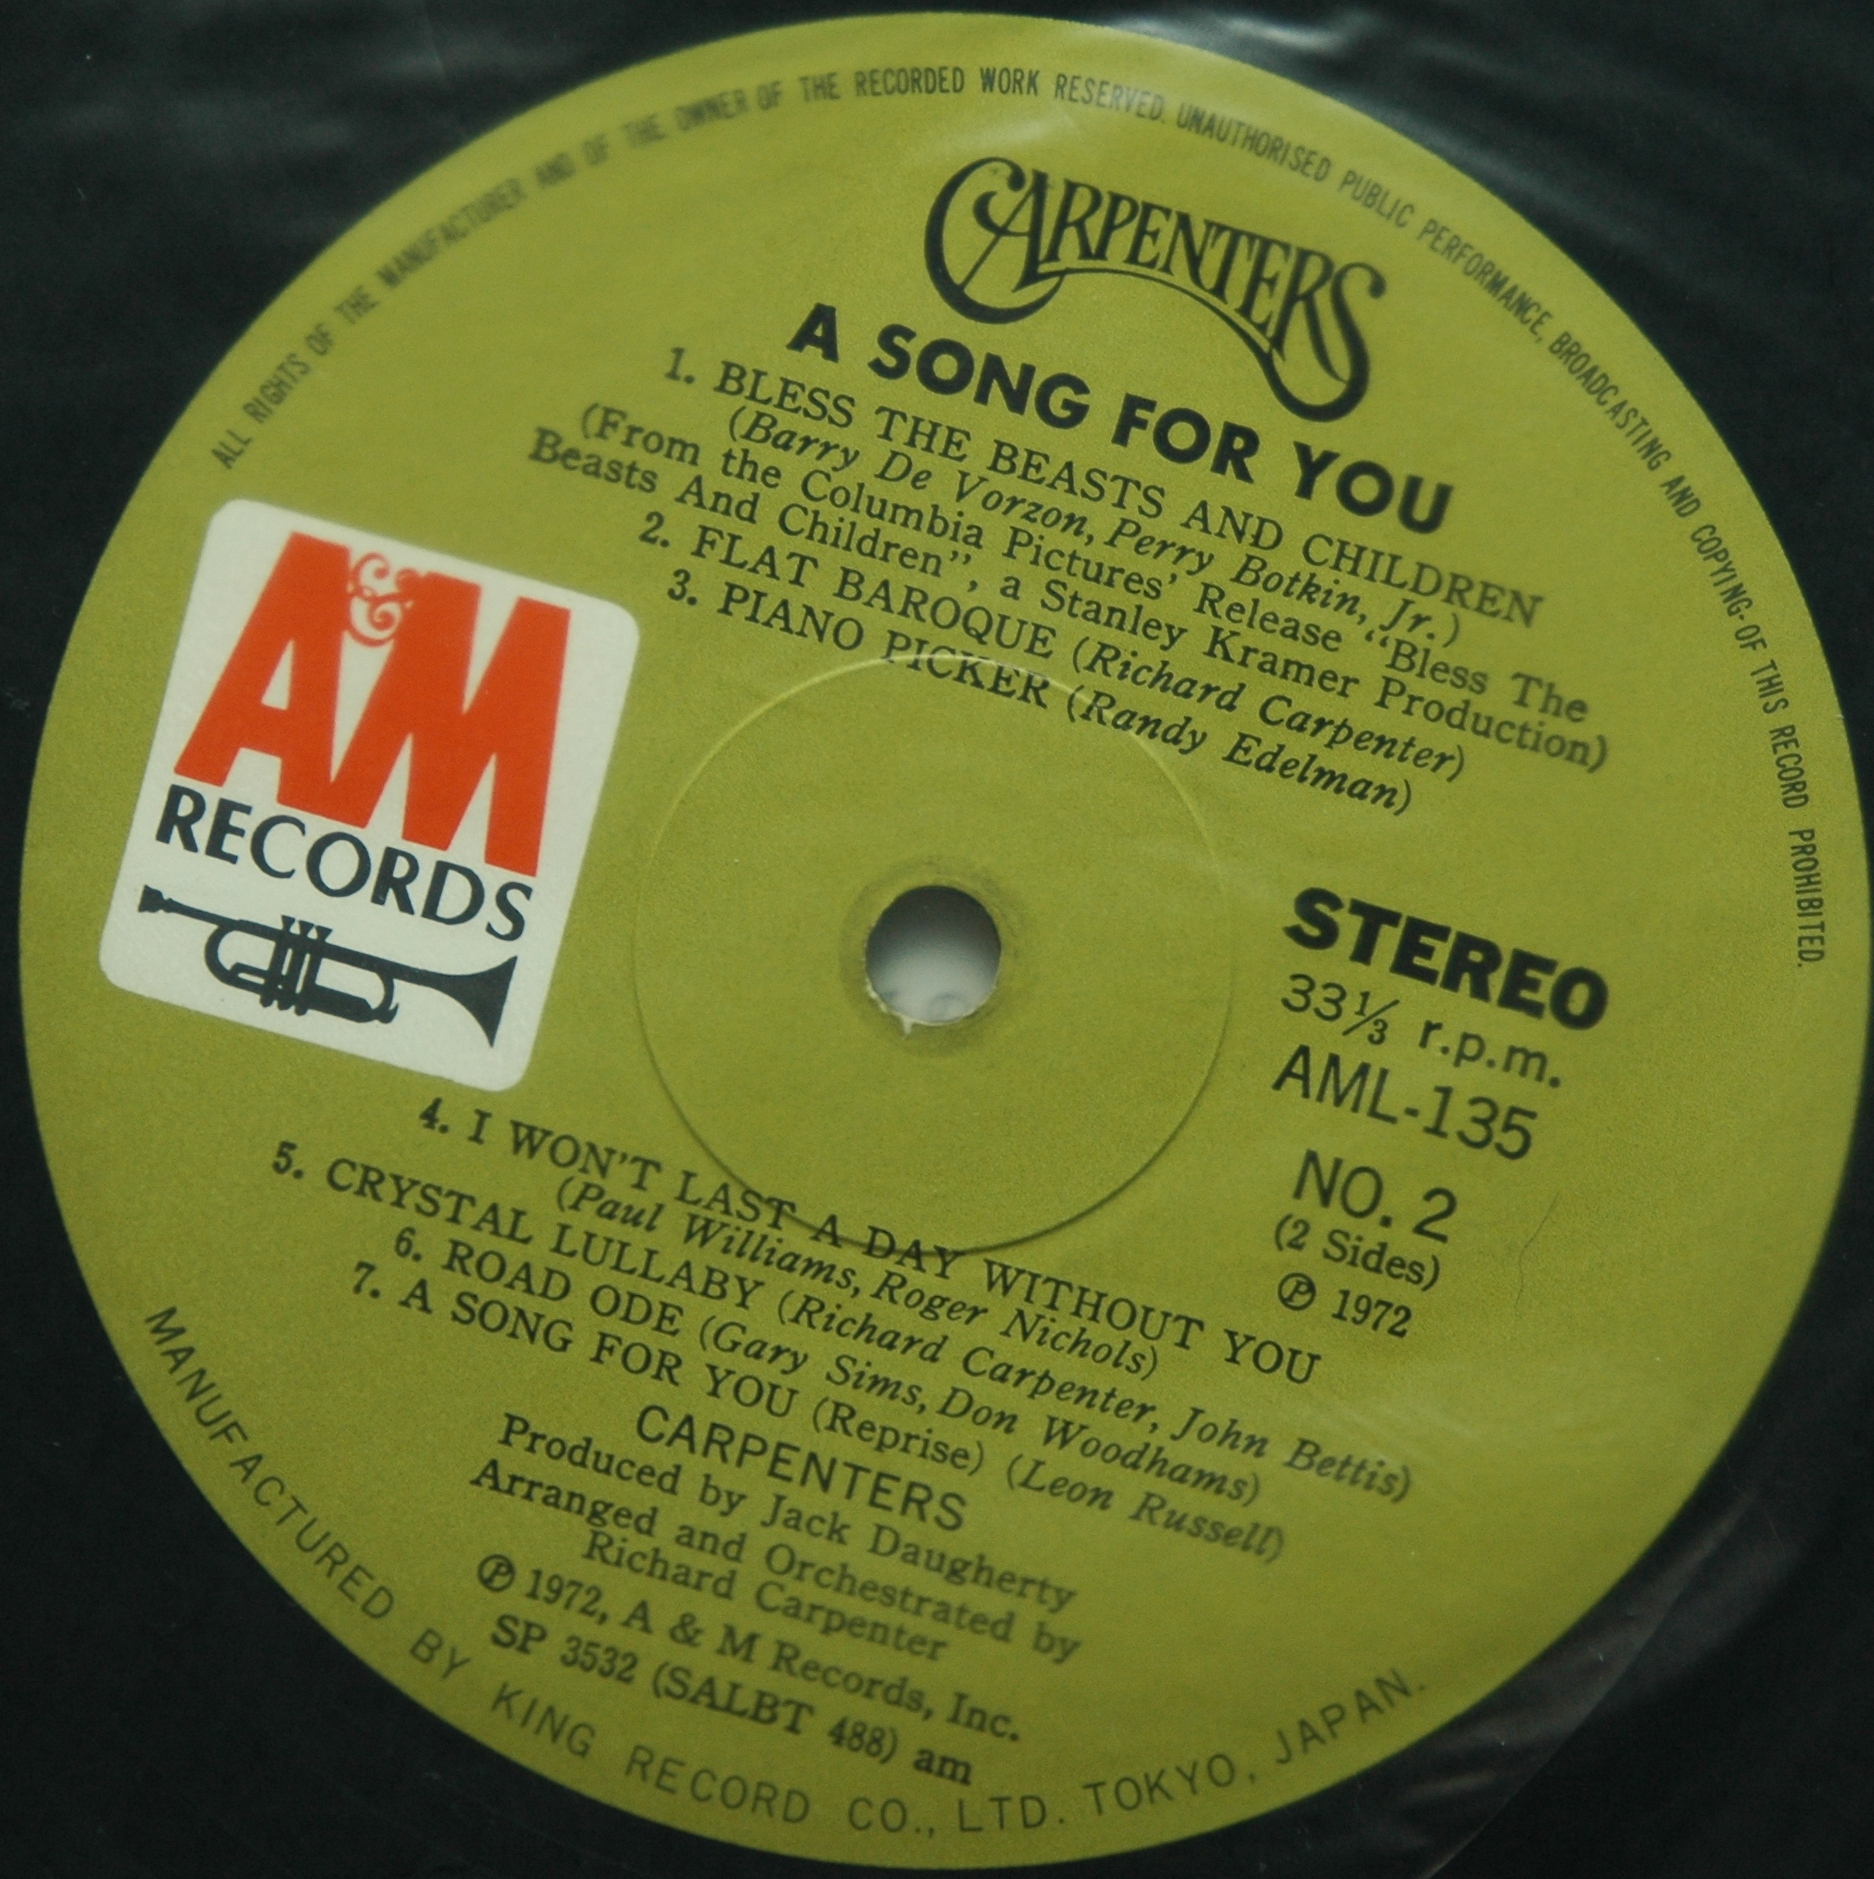 ALL RIGHTS OF THE MANUFACTURER AND OF THE OWNER OF THE RECORDED WORK RESERVED. UNAUTHORISED PUBLIC PERFORMANCE, BROADCASTING AND COPYING OF THIS RECORD PROHIBITED.
CARPENTERS
A SONG FOR YOU
1. BLESS THE BEASTS AND CHILDREN
(Barry De Vorzon, Perry Botkin, Jr.)
(From the Columbia Pictures' Release “Bless The
Beasts And Children”, a Stanley Kramer Production)
2. FLAT BAROQUE (Richard Carpenter)
3. PIANO PICKER (Randy Edelman)
A&M
RECORDS
STEREO
33⅓ r.p.m.
AML-135
NO. 2
(2 Sides)
℗ 1972
4. I WON'T LAST A DAY WITHOUT YOU
(Paul Williams, Roger Nichols)
5. CRYSTAL LULLABY (Richard Carpenter, John Bettis)
6. ROAD ODE (Gary Sims, Don Woodhams)
7. A SONG FOR YOU (Reprise) (Leon Russell)
CARPENTERS
Produced by Jack Daugherty
Arranged and Orchestrated by
Richard Carpenter
℗ 1972, A & M Records, Inc.
SP 3532 (SALBT 488) am
MANUFACTURED BY KING RECORD CO., LTD. TOKYO, JAPAN.